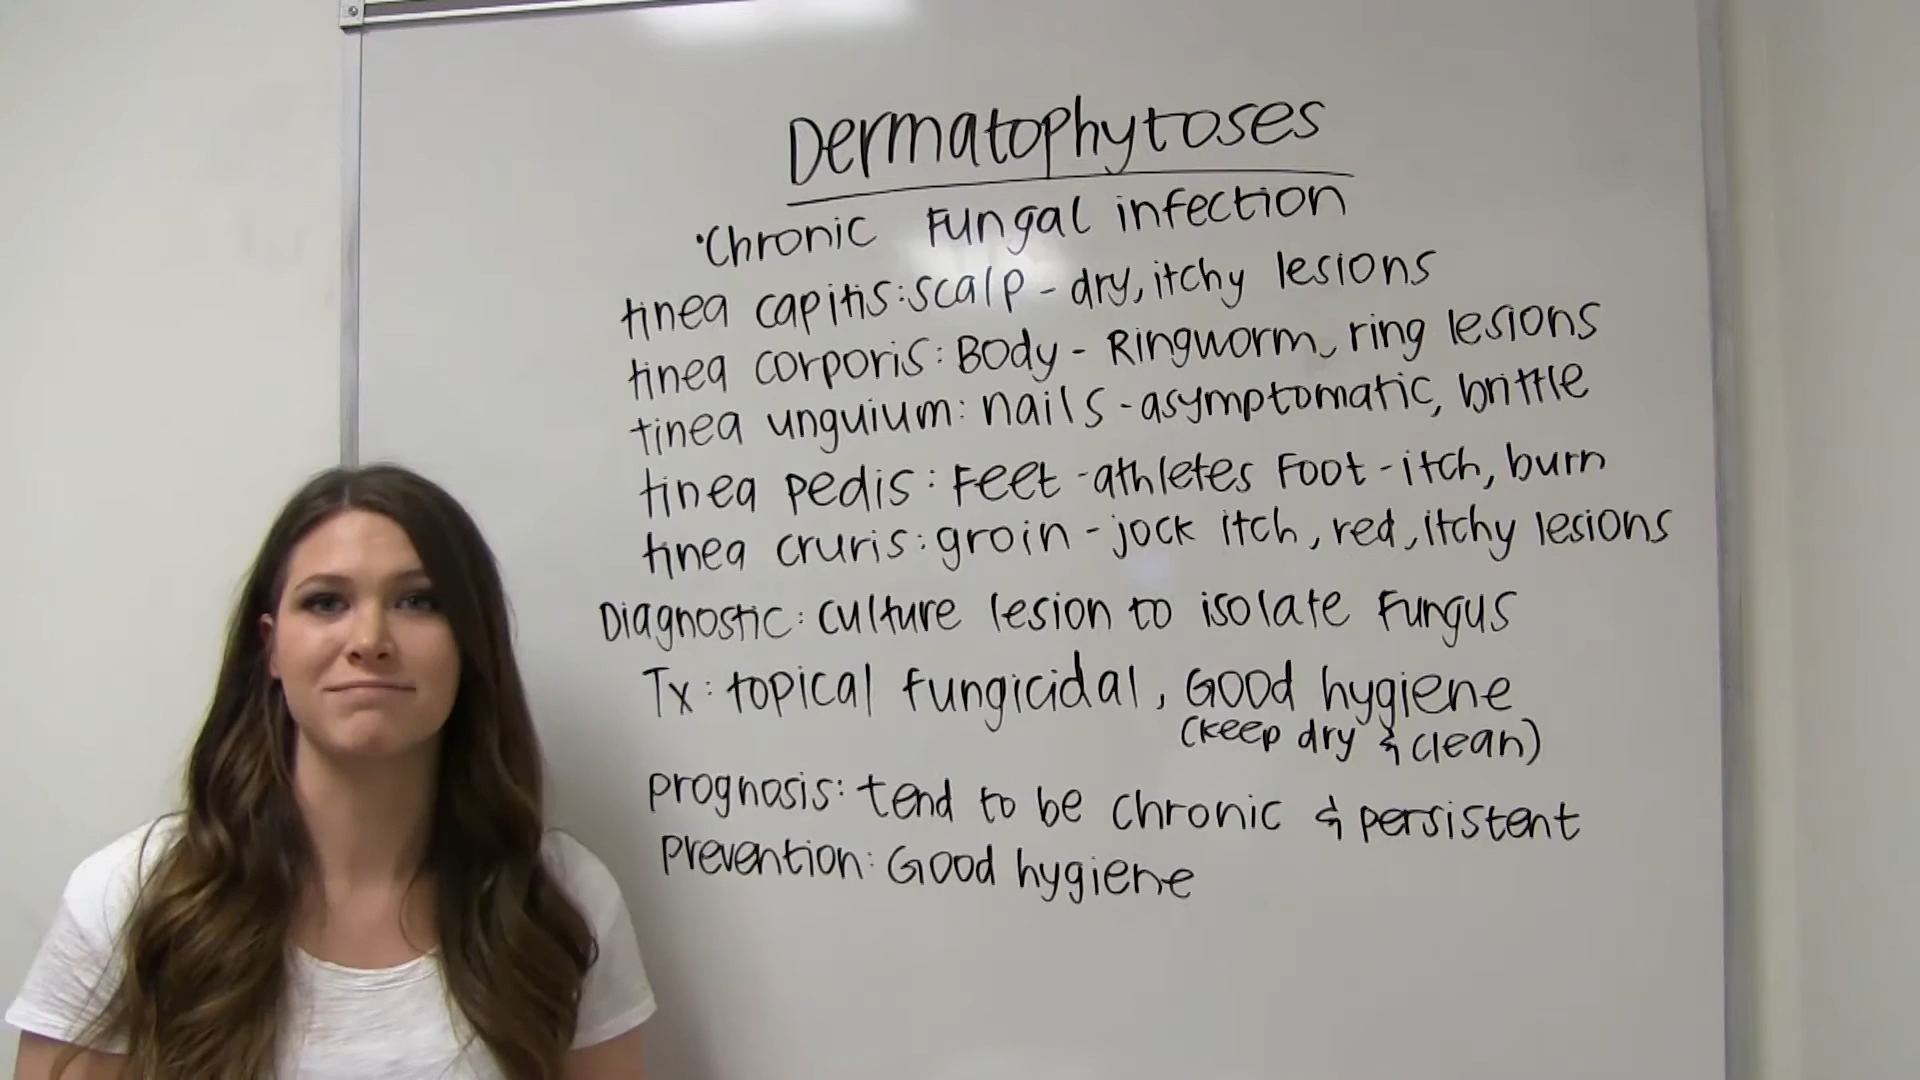 Dermatophytoses
·Chronic Fungal infection
tinea capitis: scalp - dry, itchy lesions
tinea corporis: Body - Ringworm, ring lesions
tinea unguium: nails - asymptomatic, brittle
tinea pedis: Feet - athletes Foot - itch, burn
tinea cruris: groin - jock itch, red, itchy lesions
Diagnostic: culture lesion to isolate Fungus
Tx: topical fungicidal, Good hygiene
(keep dry & clean)
prognosis: tend to be chronic & persistent
prevention: Good hygiene